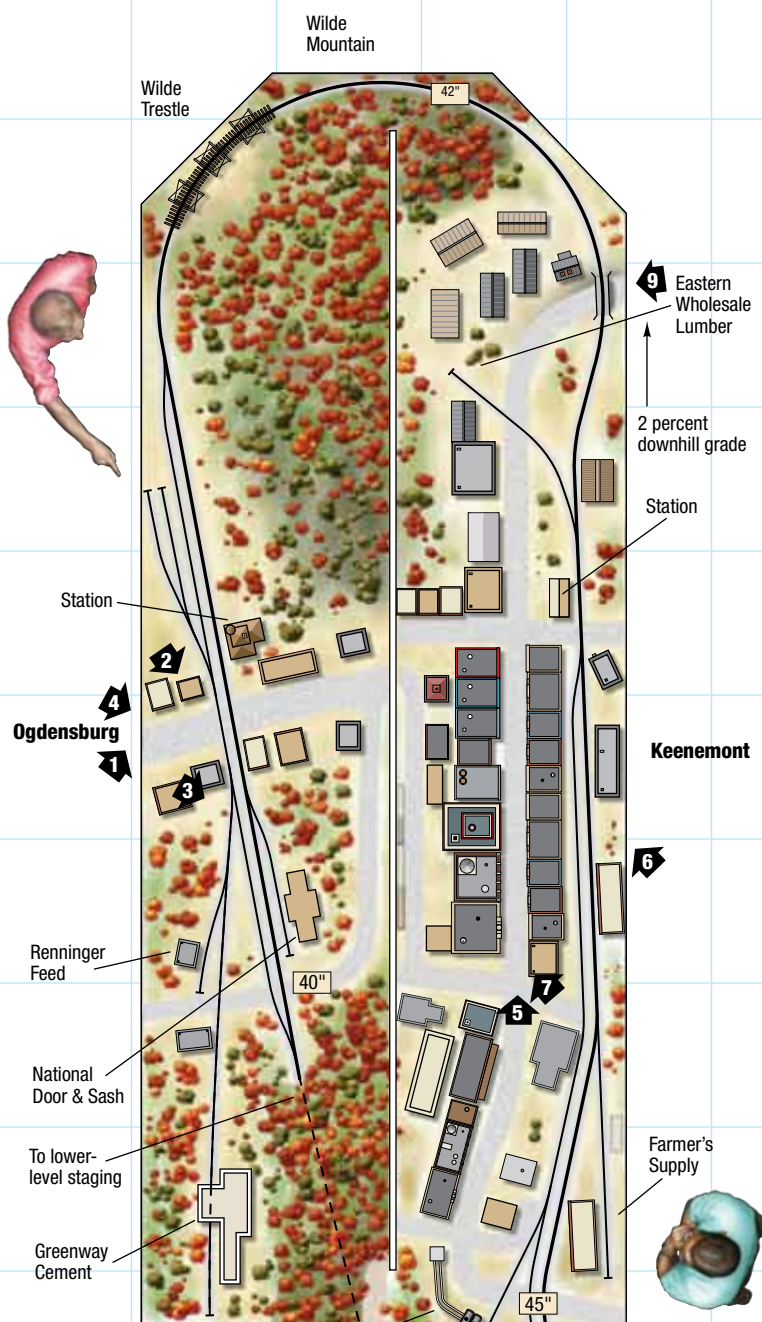 Wilde
Mountain
Wilde
Trestle
42"
9
Eastern
Wholesale
Lumber
2 percent
downhill grade
Station
Station
2
4
Ogdensburg
1
3
Keenemont
6
Renninger
Feed
40"
7
5
National
Door & Sash
To lower-
level staging
Farmer's
Supply
Greenway
Cement
45"